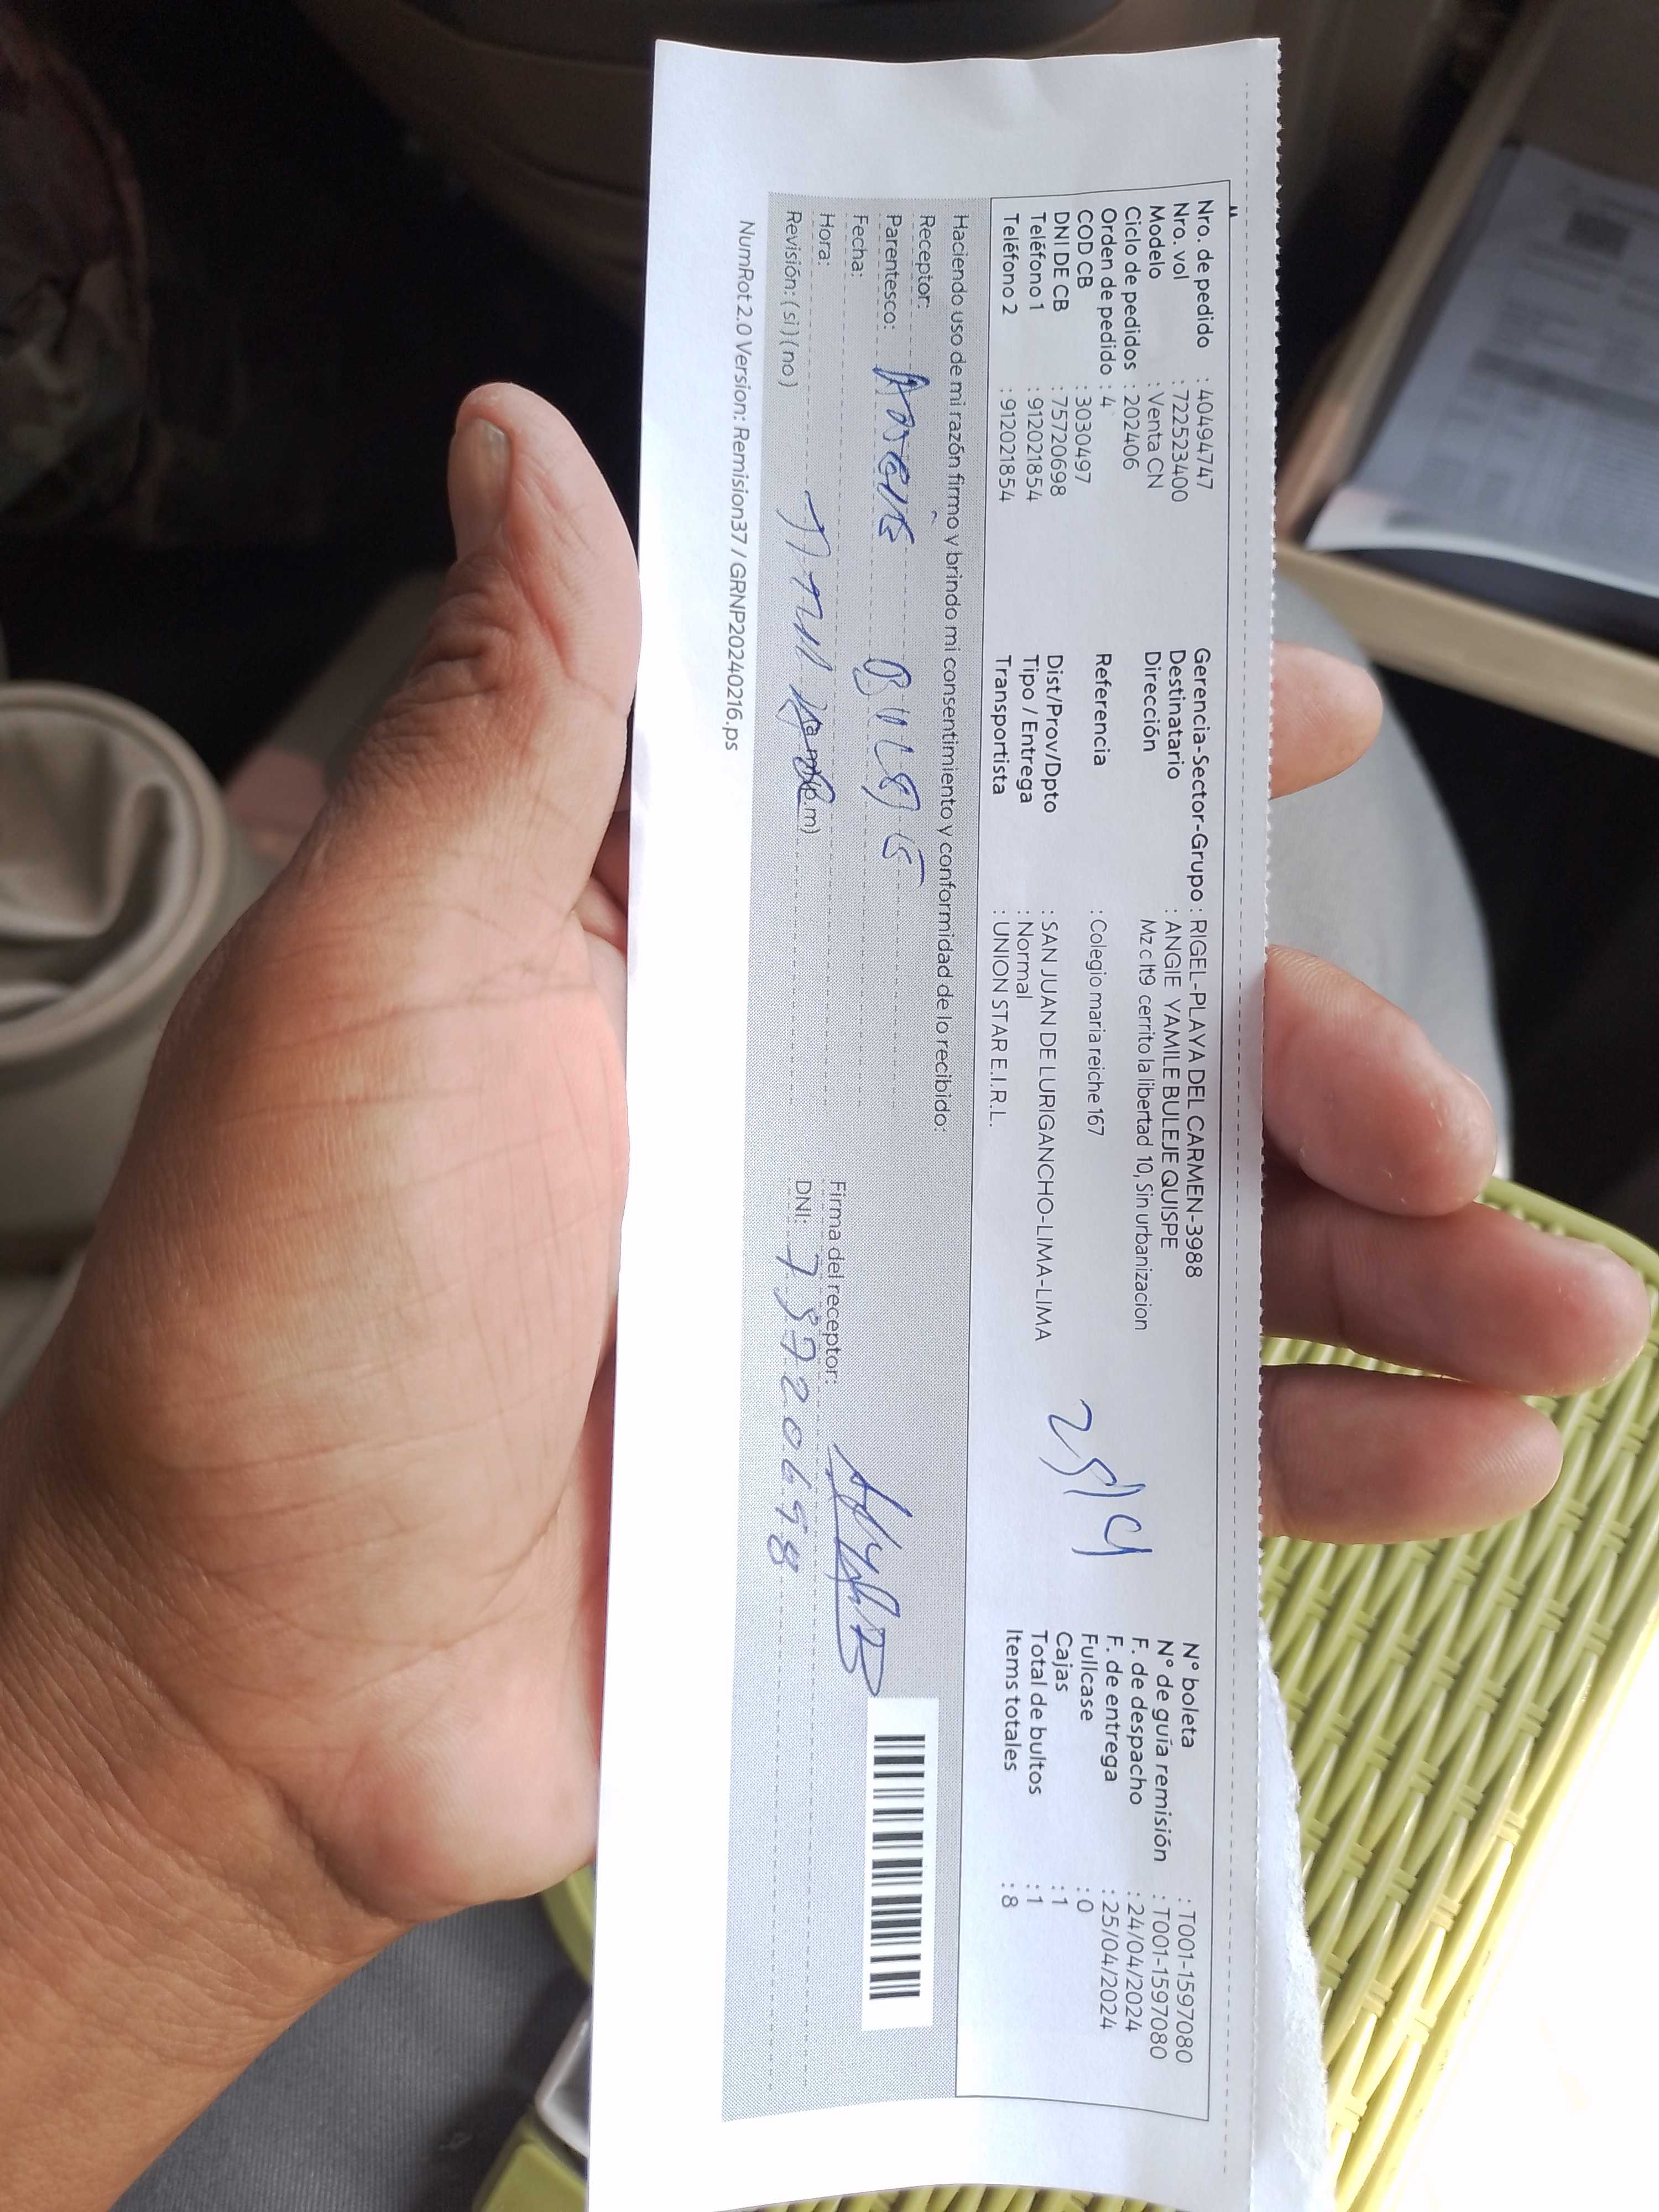 Nro. de pedido : 40494747
Nro. vol : 722523400
Modelo : Venta CN
Ciclo de pedidos : 202406
Orden de pedido : 4
COD CB : 3030497
DNI DE CB : 75720698
Teléfono 1 : 912021854
Teléfono 2 : 912021854
Gerencia-Sector-Grupo : RIGEL-PLAYA DEL CARMEN-3988
Destinatario : ANGIE YAMILE BULEJE QUISPE
Dirección Mz c lt9 cerrito la libertad 10, Sin urbanizacion
Referencia : Colegio maria reiche 167
Dist/Prov/Dpto : SAN JUAN DE LURIGANCHO-LIMA-LIMA
Tipo / Entrega : Normal
Transportista : UNION STAR E.I.R.L.
N° boleta : T001-1597080
N° de guía remisión : T001-1597080
F. de despacho : 24/04/2024
F. de entrega : 25/04/2024
Fullcase : 0
Cajas : 1
Total de bultos : 1
Items totales : 8
Haciendo uso de mi razón firmo y brindo mi consentimiento y conformidad de lo recibido:
Receptor:
Parentesco:
Fecha:
Hora:
Revisión: (si) (no)
Firma del receptor:
DNI: 75720698
NumRot2.0 Version: Remision37 / GRNP20240216.ps